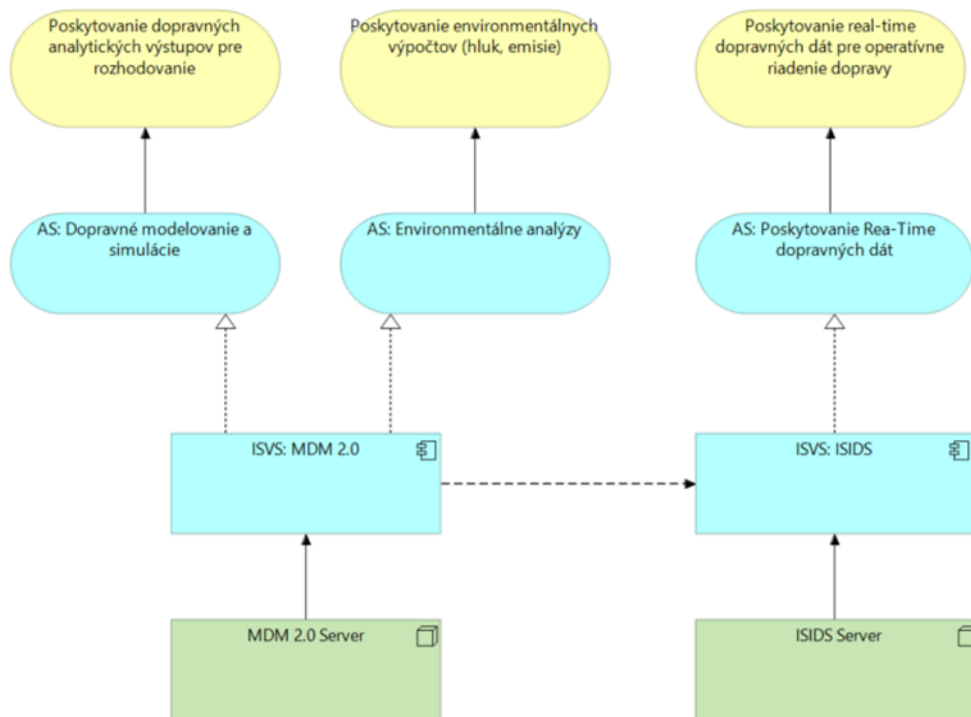 Poskytovanie dopravných
analytických výstupov pre
rozhodovanie
Poskytovanie environmentálnych
výpočtov (hluk, emisie)
Poskytovanie real-time
dopravných dát pre operatívne
riadenie dopravy
AS: Dopravné modelovanie a
simulácie
AS: Environmentálne analýzy
AS: Poskytovanie Rea-Time
dopravných dát
ISVS: MDM 2.0
ISVS: ISIDS
MDM 2.0 Server
ISIDS Server